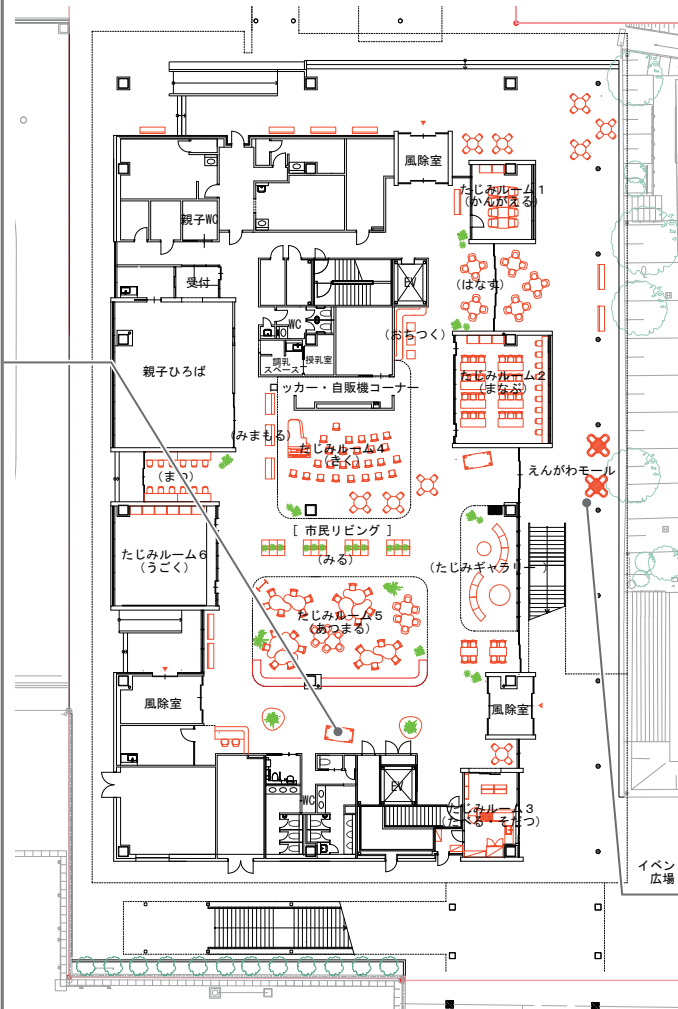 風除室
たじみルーム1
（かんがえる）
親子WC
受付
EV
（はなす）
WC
（おちつく）
調乳
スペース
授乳室
親子ひろば
ロッカー・自販機コーナー
たじみルーム2
（まなぶ）
（みまもる）
たじみルーム4
（きく）
えんがわモール
（まつ）
［ 市民リビング ］
たじみルーム6
（うごく）
（みる）
（たじみギャラリー ）
たじみルーム5
（あつまる）
風除室
風除室
EV
WC
たじみルーム3
（たべる・そだつ）
イベン
広場